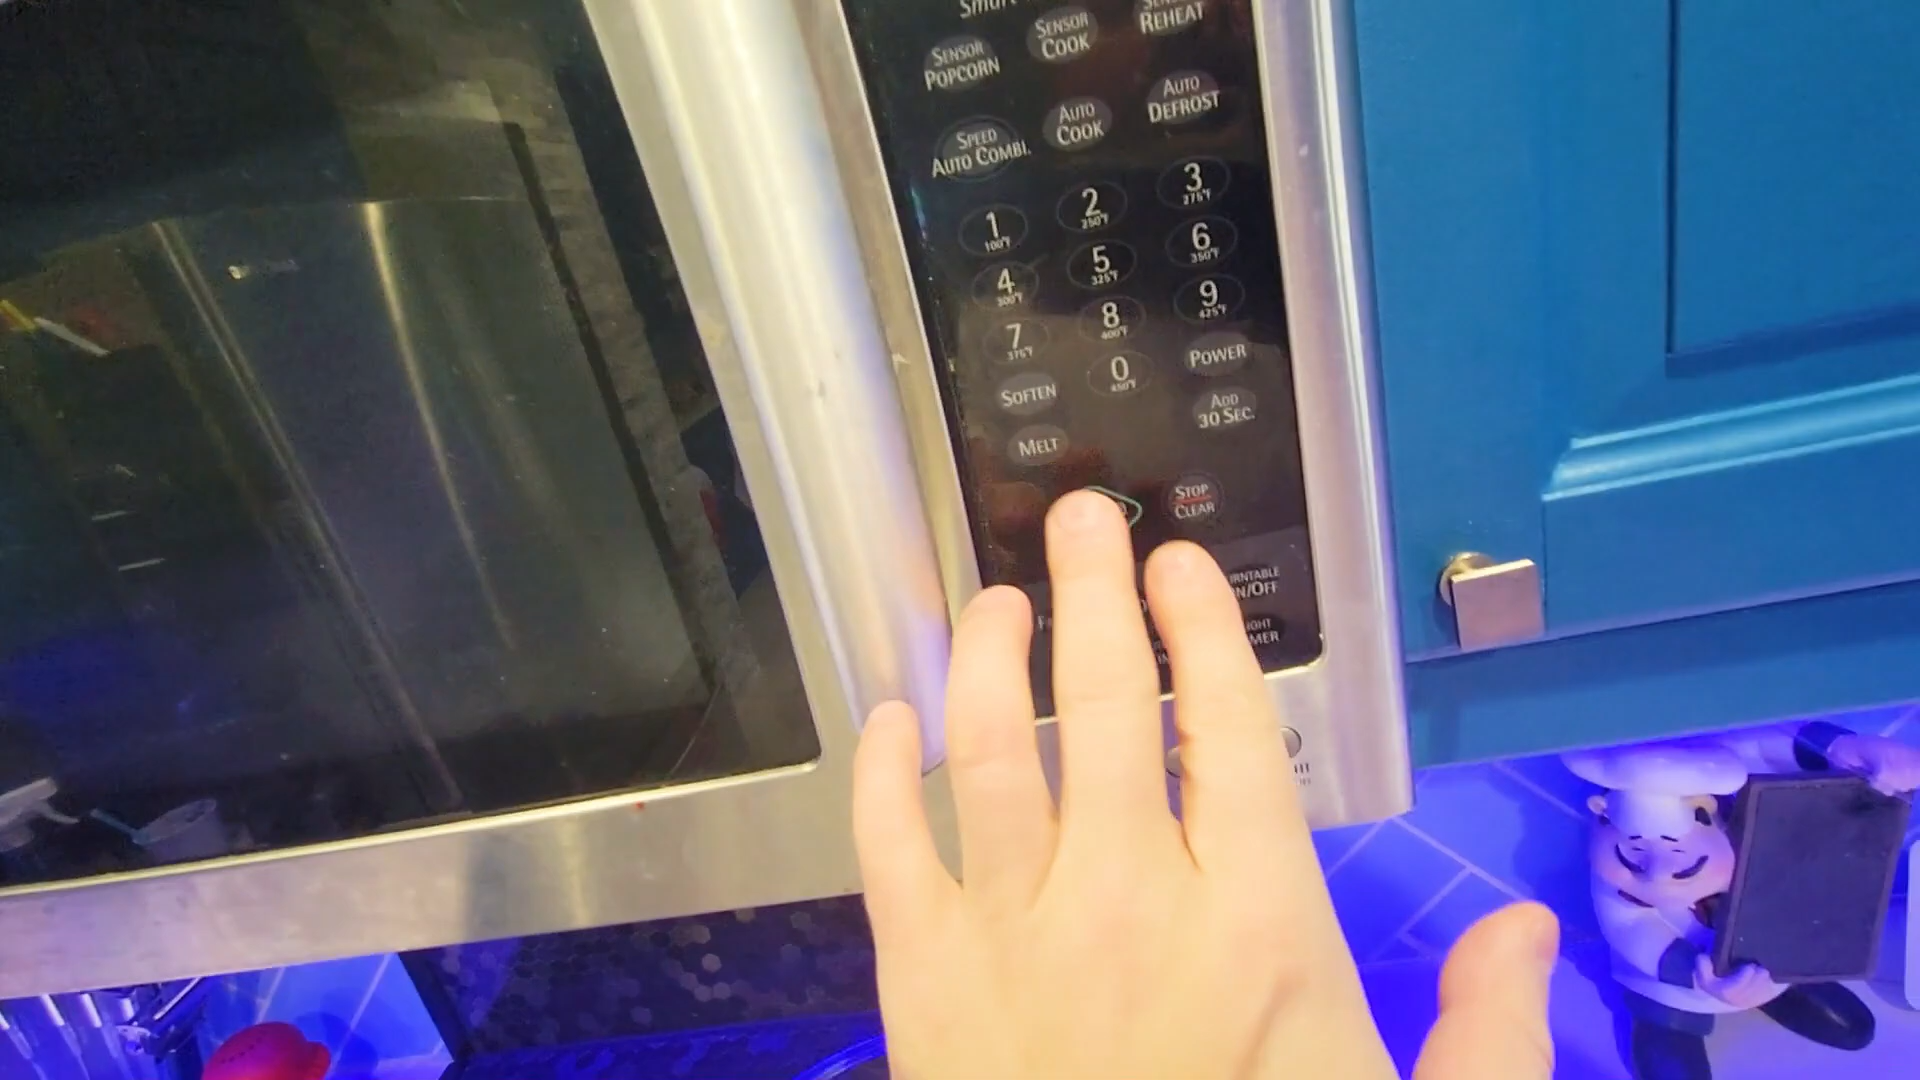 Smart
SENSOR
POPCORN
SENSOR
COOK
REHEAT
SPEED
AUTO COMBI.
AUTO
COOK
AUTO
DEFROST
1
100°F
2
250°F
3
275°F
4
300°F
5
325°F
6
350°F
7
375°F
8
400°F
9
425°F
SOFTEN
0
450°F
POWER
ADD
30 SEC.
MELT
STOP
CLEAR